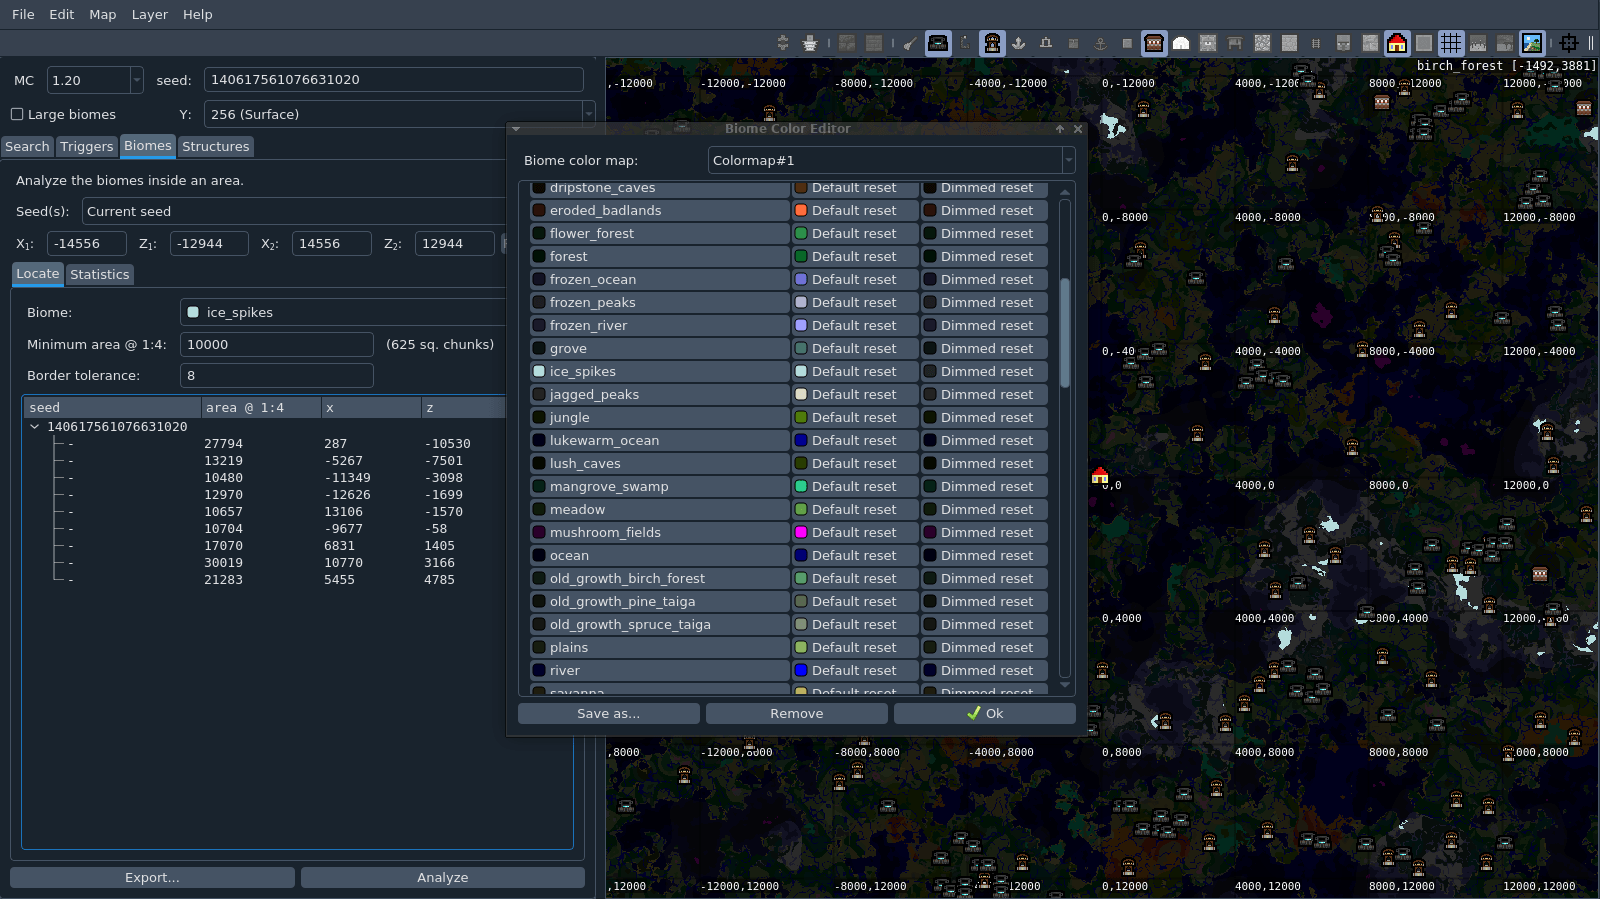 File Edit Map Layer Help
MC 1.20 seed: 140617561076631020
Large biomes Y: 256 (Surface)
Search Triggers Biomes Structures
Analyze the biomes inside an area.
Seed(s): Current seed
X₁: -14556 Z₁: -12944 X₂: 14556 Z₂: 12944
Locate Statistics
Biome: ice_spikes
Minimum area @ 1:4: 10000 (625 sq. chunks)
Border tolerance: 8
seed area @ 1:4 x z
140617561076631020
- 27794 287 -10530
- 13219 -5267 -7501
- 10480 -11349 -3098
- 12970 -12626 -1699
- 10657 13106 -1570
- 10704 -9677 -58
- 17070 6831 1405
- 30019 10770 3166
- 21283 5455 4785
Export... Analyze
Biome Color Editor
Biome color map: Colormap#1
dripstone_caves Default reset Dimmed reset
eroded_badlands Default reset Dimmed reset
flower_forest Default reset Dimmed reset
forest Default reset Dimmed reset
frozen_ocean Default reset Dimmed reset
frozen_peaks Default reset Dimmed reset
frozen_river Default reset Dimmed reset
grove Default reset Dimmed reset
ice_spikes Default reset Dimmed reset
jagged_peaks Default reset Dimmed reset
jungle Default reset Dimmed reset
lukewarm_ocean Default reset Dimmed reset
lush_caves Default reset Dimmed reset
mangrove_swamp Default reset Dimmed reset
meadow Default reset Dimmed reset
mushroom_fields Default reset Dimmed reset
ocean Default reset Dimmed reset
old_growth_birch_forest Default reset Dimmed reset
old_growth_pine_taiga Default reset Dimmed reset
old_growth_spruce_taiga Default reset Dimmed reset
plains Default reset Dimmed reset
river Default reset Dimmed reset
savanna Default reset Dimmed reset
Save as... Remove Ok
birch_forest [-1492,3881]
,-12000 -8000,-12000 -4000,-12000 0,-12000 4000,-12000 8000,-12000 12000,-12000
0,-8000 4000,-8000 -8000 12000,-8000
0,-40 4000,-4000 8000,-4000 12000,-4000
0,0 4000,0 8000,0 12000,0
0,4000 4000,4000 8000,4000 12000,
,8000 -12000,8000 -8000,8000 -4000,8000 0,8000 4000,8000 8000,8000 12000,8000
,12000 -12000,12000 -8000,12000 12000 0,12000 4000,12000 8000,12000 12000,12000